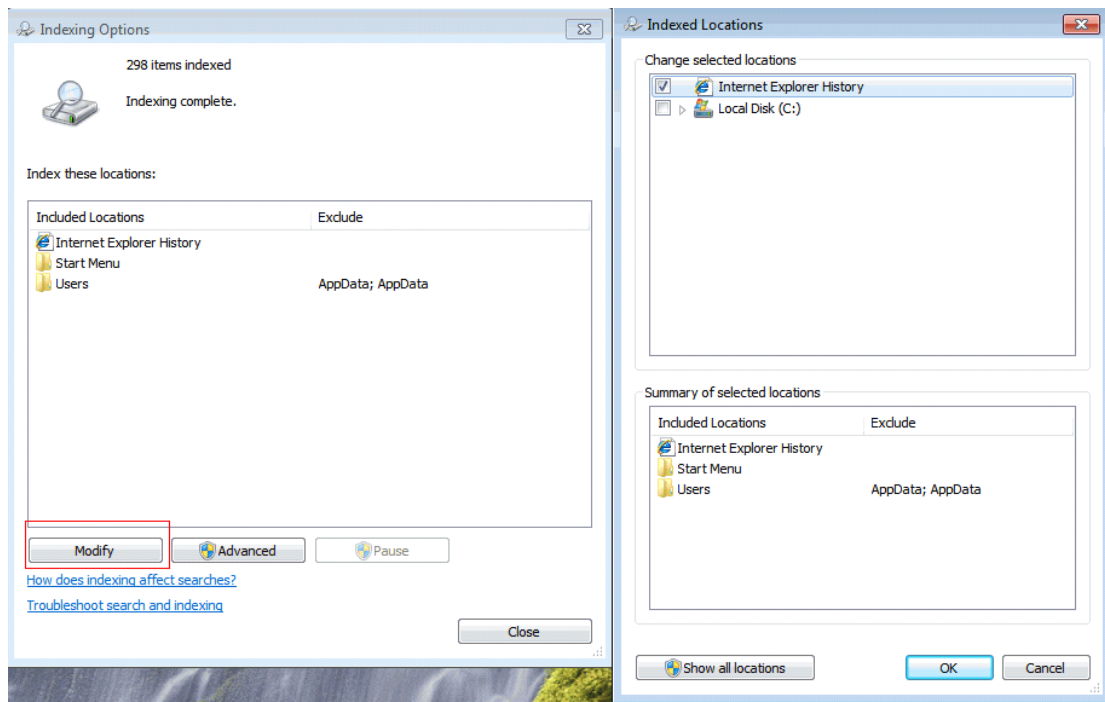 Indexing Options
298 items indexed
Indexing complete.
Index these locations:
Included Locations Exclude
Internet Explorer History
Start Menu
Users AppData; AppData
Modify Advanced Pause
How does indexing affect searches?
Troubleshoot search and indexing
Close
Indexed Locations
Change selected locations
Internet Explorer History
Local Disk (C:)
Summary of selected locations
Included Locations Exclude
Internet Explorer History
Start Menu
Users AppData; AppData
Show all locations OK Cancel